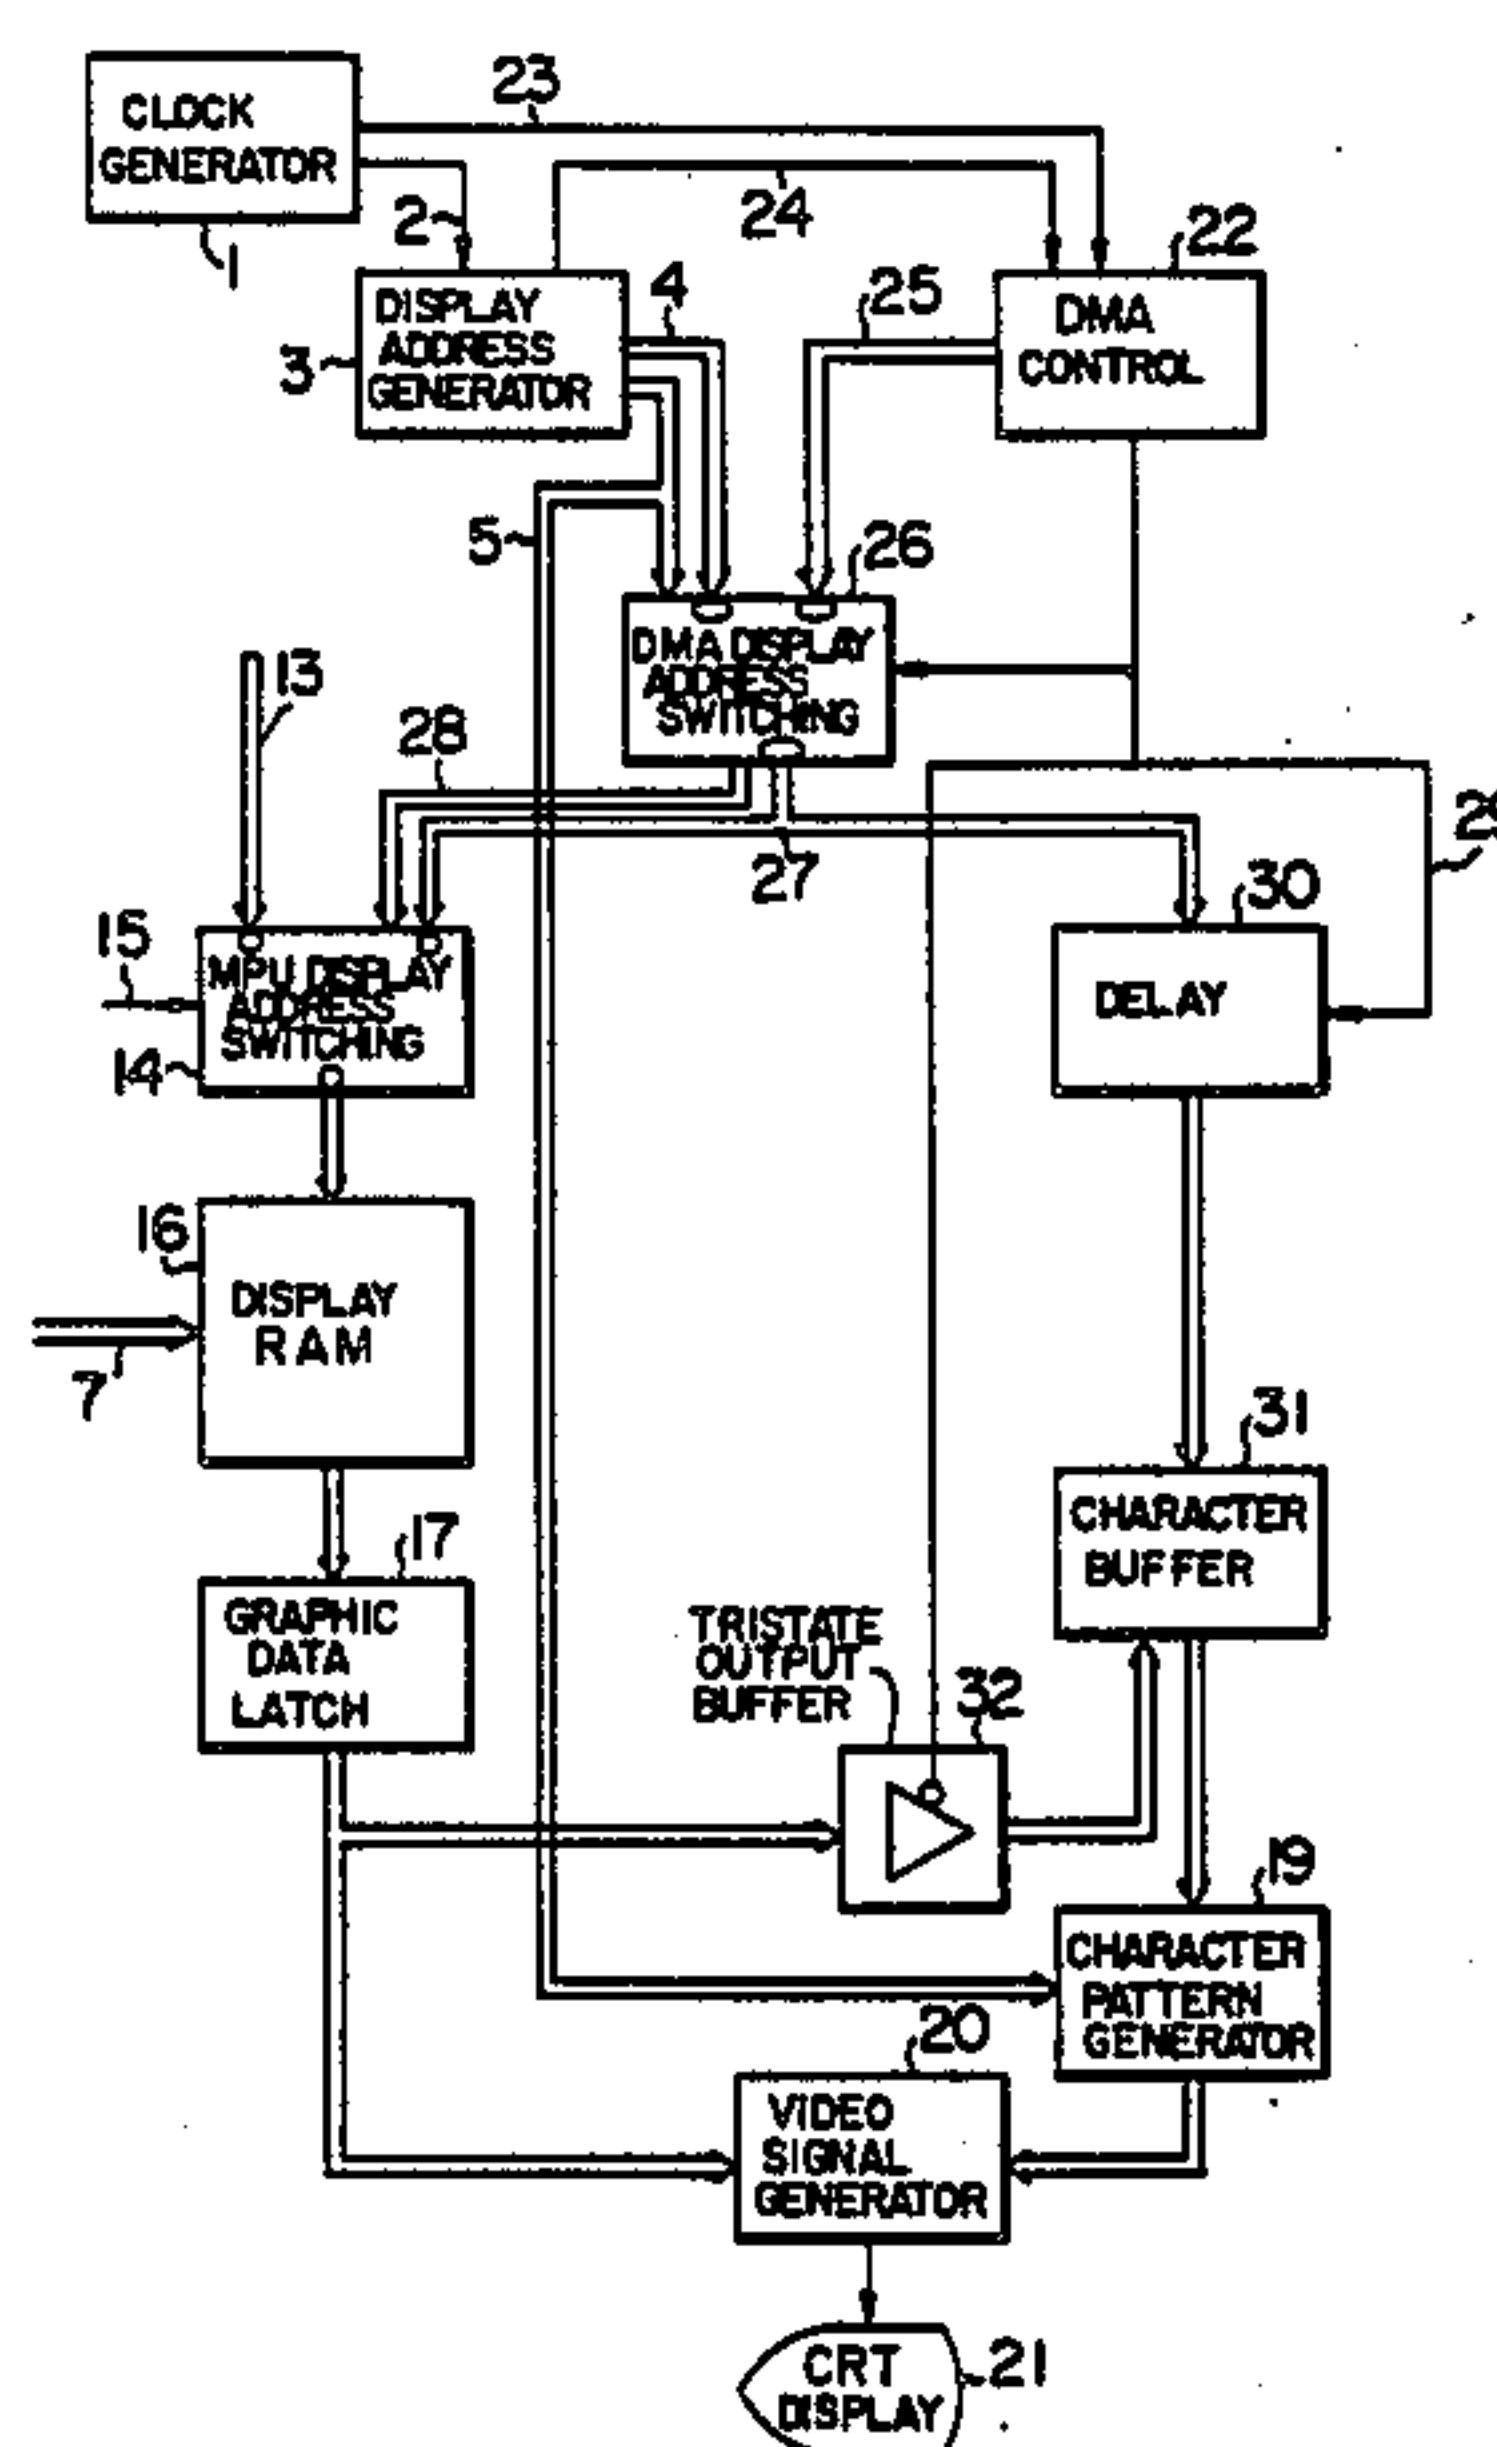 CLOCK
GENERATOR
1
23
2
24
22
DISPLAY
ADDRESS
GENERATOR
3
4
25
DMA
CONTROL
5
26
DMA DISPLAY
ADDRESS
SWITCHING
13
28
27
30
15
MPU DISPLAY
ADDRESS
SWITCHING
14
DELAY
16
DISPLAY
RAM
7
31
CHARACTER
BUFFER
17
GRAPHIC
DATA
LATCH
TRISTATE
OUTPUT
BUFFER
32
19
CHARACTER
PATTERN
GENERATOR
20
VIDEO
SIGNAL
GENERATOR
CRT
DISPLAY
21